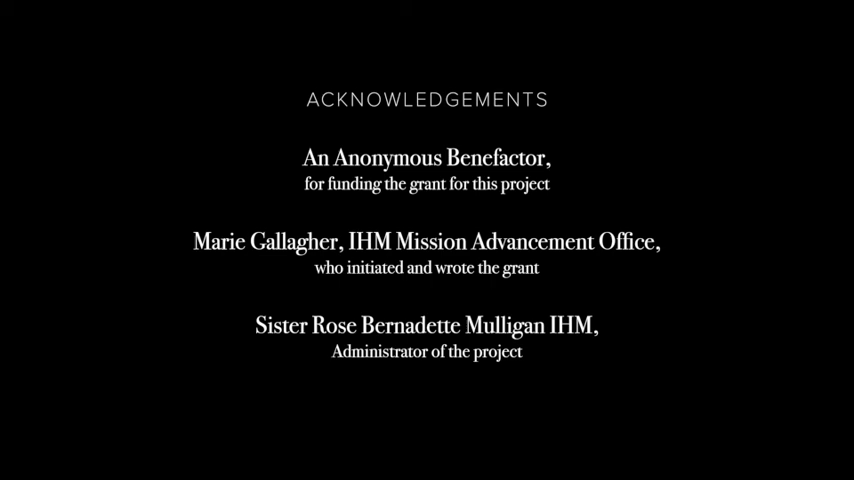 ACKNOWLEDGEMENTS
An Anonymous Benefactor,
for funding the grant for this project
Marie Gallagher, IHM Mission Advancement Office,
who initiated and wrote the grant
Sister Rose Bernadette Mulligan IHM,
Administrator of the project